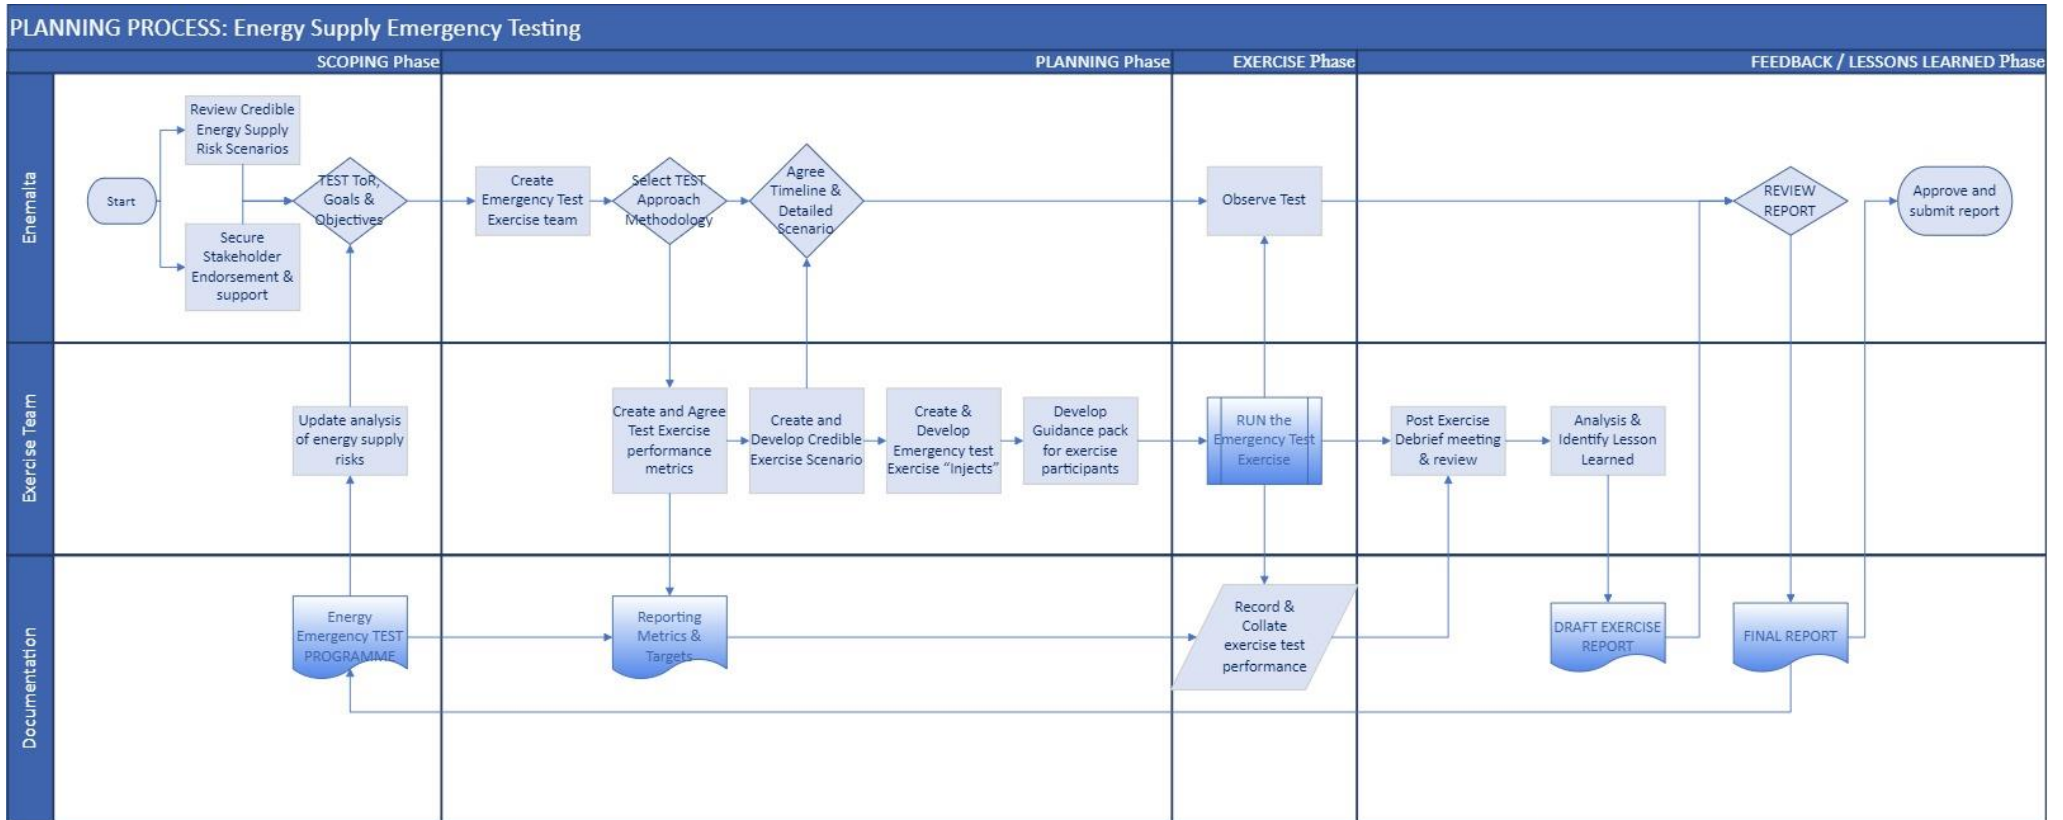 PLANNING PROCESS: Energy Supply Emergency Testing
SCOPING Phase
PLANNING Phase
EXERCISE Phase
FEEDBACK / LESSONS LEARNED Phase
Enemalta
Start
Review Credible
Energy Supply
Risk Scenarios
Secure
Stakeholder
Endorsement &
support
TEST ToR,
Goals &
Objectives
Create
Emergency Test
Exercise team
Select TEST
Approach
Methodology
Agree
Timeline &
Detailed
Scenario
Observe Test
REVIEW
REPORT
Approve and
submit report
Exercise Team
Update analysis
of energy supply
risks
Create and Agree
Test Exercise
performance
metrics
Create and
Develop Credible
Exercise Scenario
Create &
Develop
Emergency test
Exercise “Injects”
Develop
Guidance pack
for exercise
participants
RUN the
Emergency Test
Exercise
Post Exercise
Debrief meeting
& review
Analysis &
Identify Lesson
Learned
Documentation
Energy
Emergency TEST
PROGRAMME
Reporting
Metrics &
Targets
Record &
Collate
exercise test
performance
DRAFT EXERCISE
REPORT
FINAL REPORT